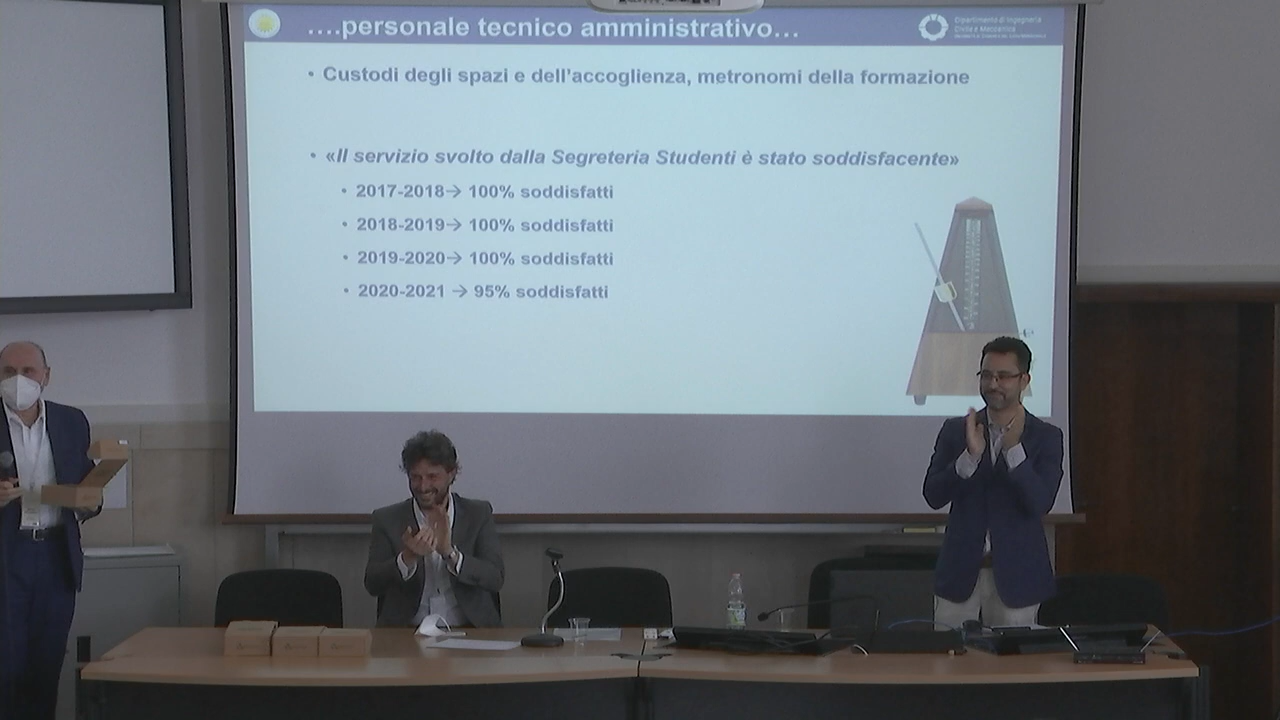 ....personale tecnico amministrativo...
Dipartimento di Ingegneria
Civile e Meccanica
• Custodi degli spazi e dell'accoglienza, metronomi della formazione
• «Il servizio svolto dalla Segreteria Studenti è stato soddisfacente»
• 2017-2018→ 100% soddisfatti
• 2018-2019→ 100% soddisfatti
• 2019-2020→ 100% soddisfatti
• 2020-2021 → 95% soddisfatti